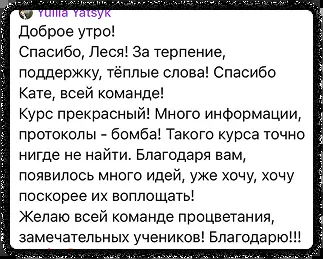 Yuliia Yatsyk
Доброе утро!
Спасибо, Леся! За терпение,
поддержку, тёплые слова! Спасибо
Кате, всей команде!
Курс прекрасный! Много информации,
протоколы - бомба! Такого курса точно
нигде не найти. Благодаря вам,
появилось много идей, уже хочу, хочу
поскорее их воплощать!
Желаю всей команде процветания,
замечательных учеников! Благодарю!!!